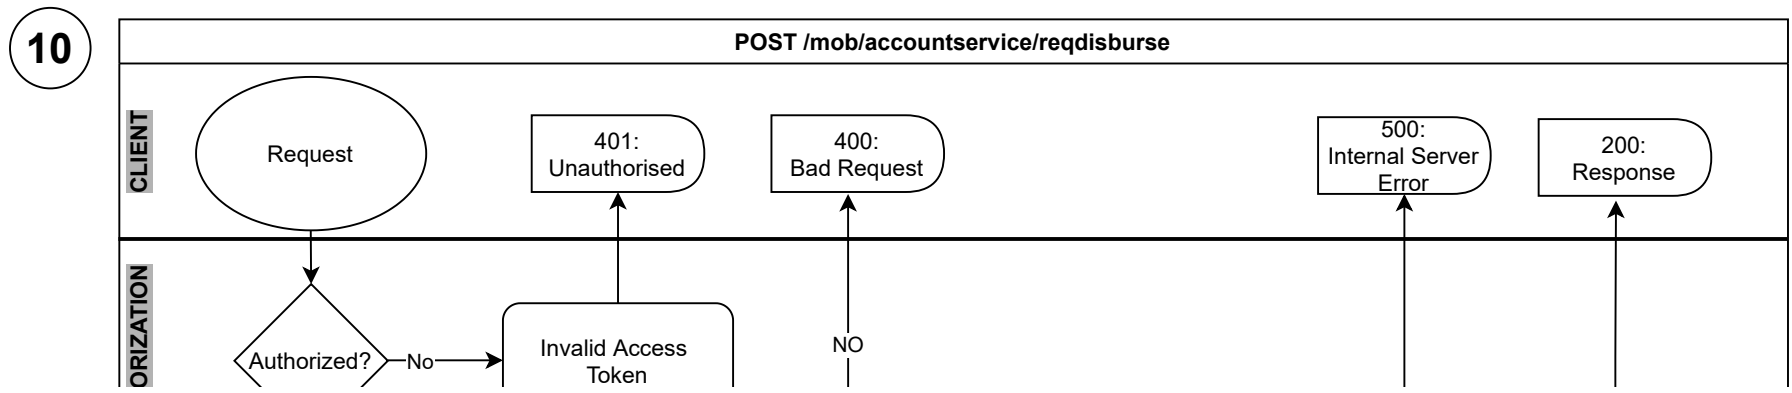 10
POST /mob/accountservice/reqdisburse
CLIENT
Request
401:
Unauthorised
400:
Bad Request
500:
Internal Server
Error
200:
Response
ORIZATION
Authorized?
No
Invalid Access
Token
NO